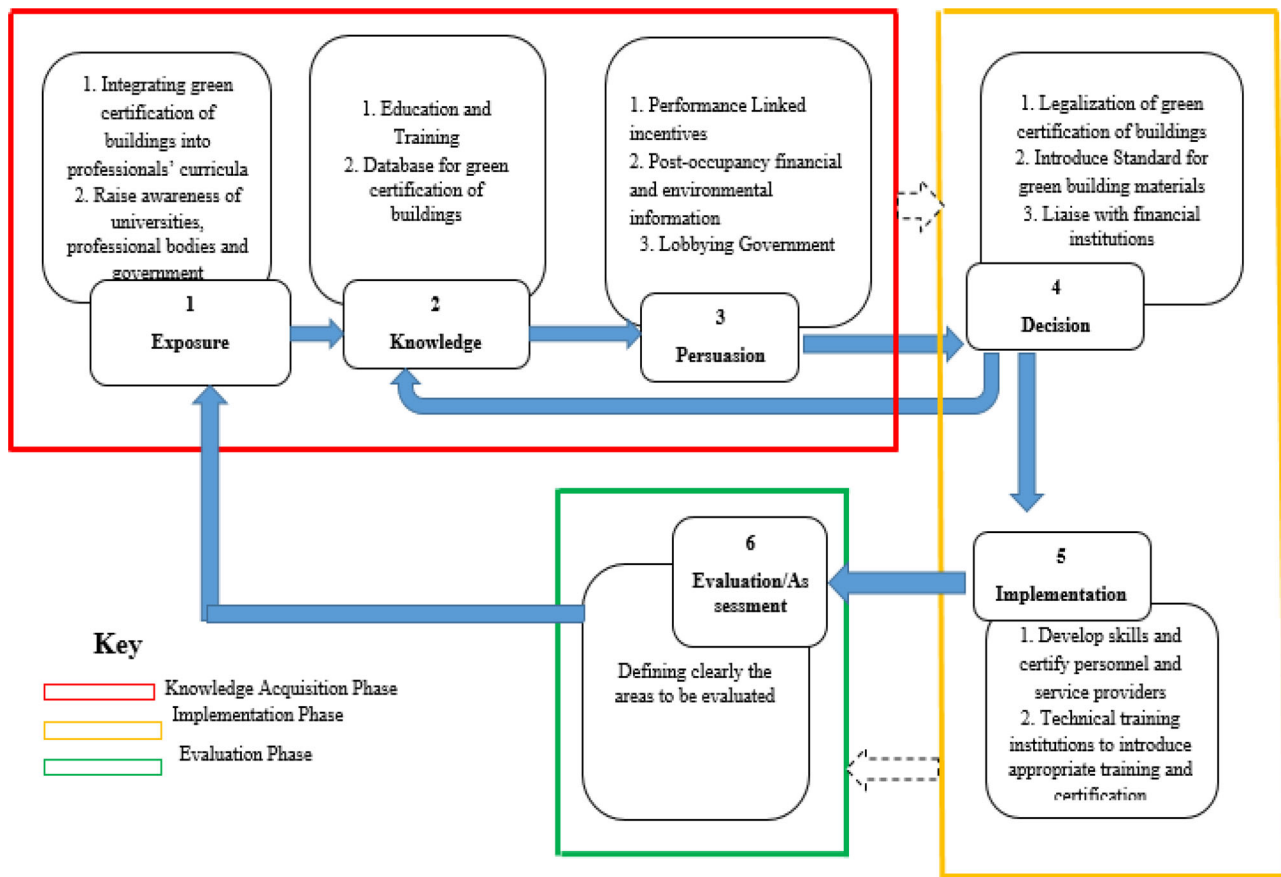 1. Integrating green
certification of
buildings into
professionals’ curricula
2. Raise awareness of
universities,
professional bodies and
government
1
Exposure
1. Education and
Training
2. Database for green
certification of
buildings
2
Knowledge
1. Performance Linked
incentives
2. Post-occupancy financial
and environmental
information
3. Lobbying Government
3
Persuasion
1. Legalization of green
certification of buildings
2. Introduce Standard for
green building materials
3. Liaise with financial
institutions
4
Decision
5
Implementation
1. Develop skills and
certify personnel and
service providers
2. Technical training
institutions to introduce
appropriate training and
certification
6
Evaluation/As
sessment
Defining clearly the
areas to be evaluated
Key
Knowledge Acquisition Phase
Implementation Phase
Evaluation Phase